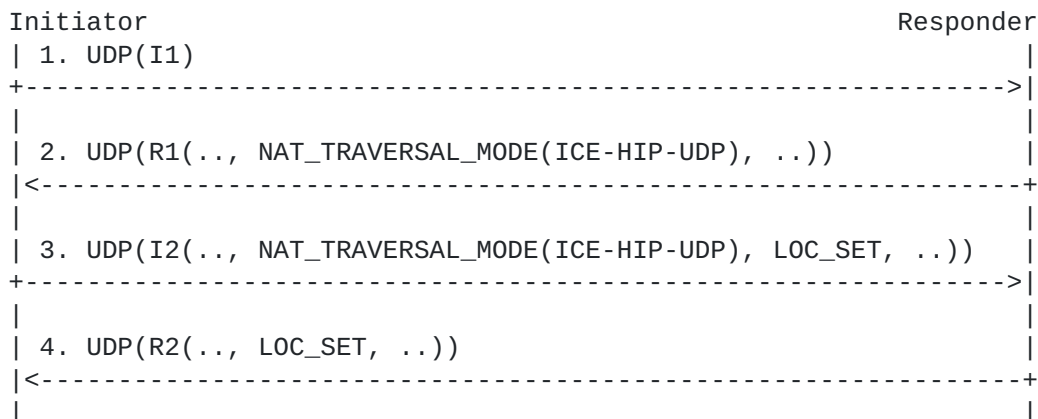 Initiator                                                Responder
| 1. UDP(I1)                                                     |
+--------------------------------------------------------------->|
|                                                                |
| 2. UDP(R1(.., NAT_TRAVERSAL_MODE(ICE-HIP-UDP), ..))            |
|<---------------------------------------------------------------+
|                                                                |
| 3. UDP(I2(.., NAT_TRAVERSAL_MODE(ICE-HIP-UDP), LOC_SET, ..))   |
+--------------------------------------------------------------->|
|                                                                |
| 4. UDP(R2(.., LOC_SET, ..))                                    |
|<---------------------------------------------------------------+
|                                                                |